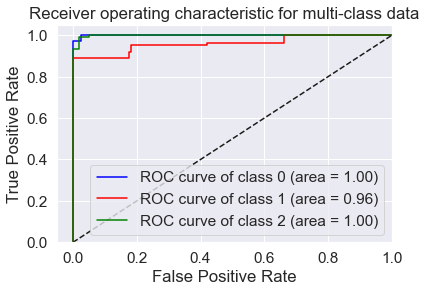 Receiver operating characteristic for multi-class data
1.0
0.8
0.6
0.4
0.2
0.0
True Positive Rate
ROC curve of class 0 (area = 1.00)
ROC curve of class 1 (area = 0.96)
ROC curve of class 2 (area = 1.00)
0.0 0.2 0.4 0.6 0.8 1.0
False Positive Rate